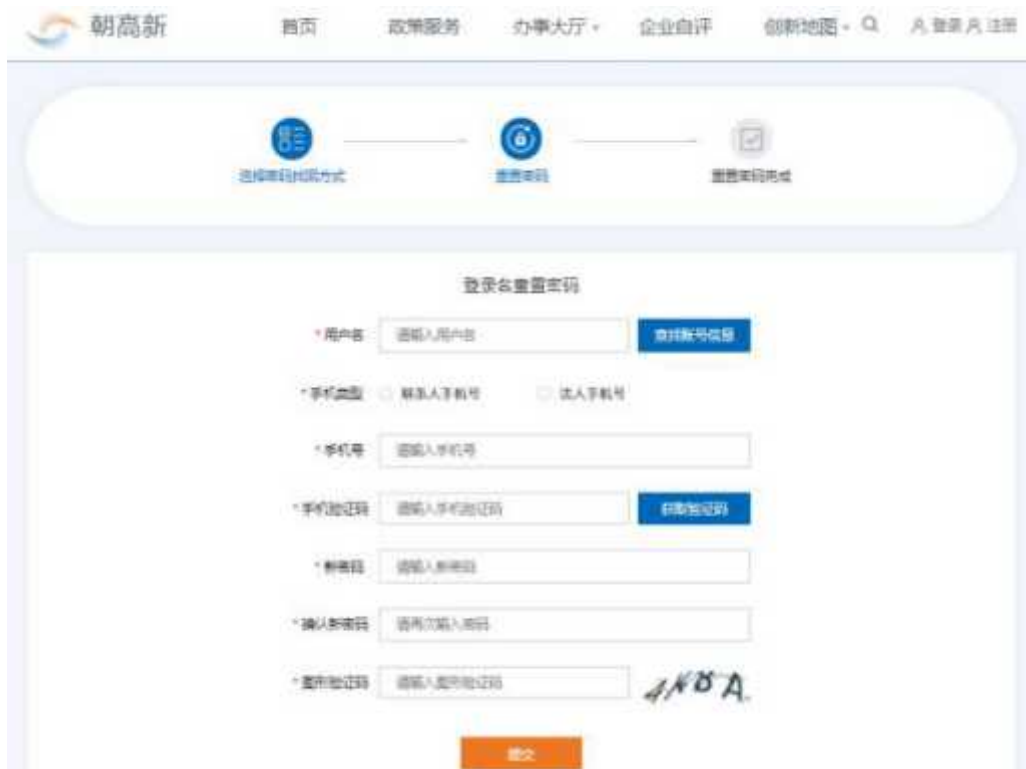 朝高新 首页 政策服务 办事大厅 企业自评 创新地图 登录 注册
选择密码找回方式 重置密码 重置密码完成
登录名重置密码
*用户名 请输入用户名 查找账号信息
*手机类型 联系人手机号 法人手机号
*手机号 请输入手机号
*手机验证码 请输入手机验证码 获取验证码
*新密码 请输入新密码
*确认新密码 请再次输入密码
*图形验证码 请输入图形验证码
提交